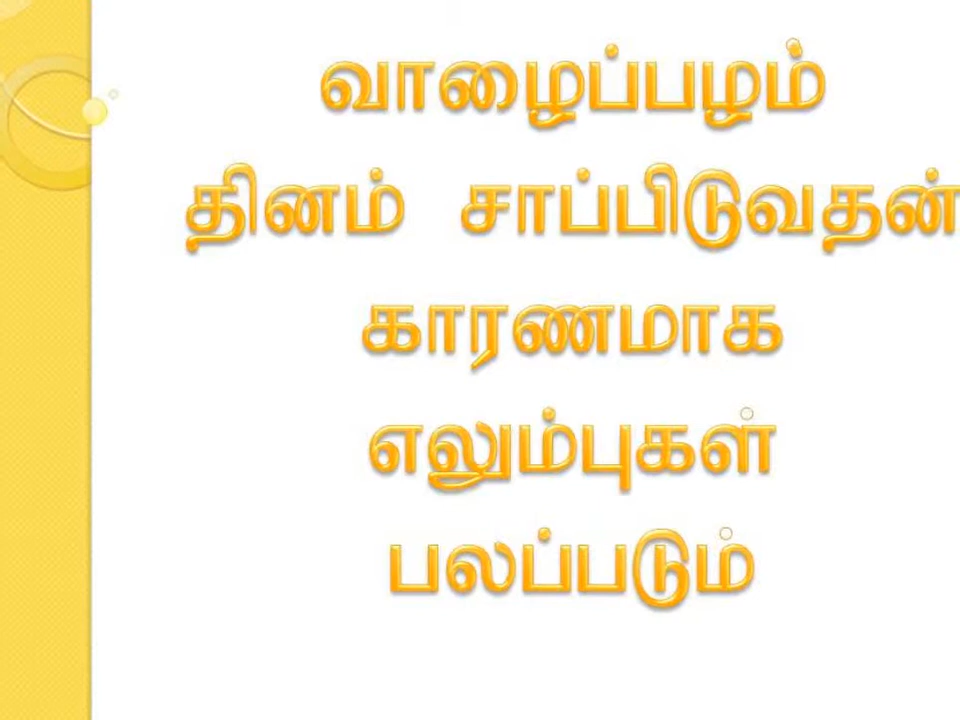 வாழைப்பழம்
தினம் சாப்பிடுவதன்
காரணமாக
எலும்புகள்
பலப்படும்